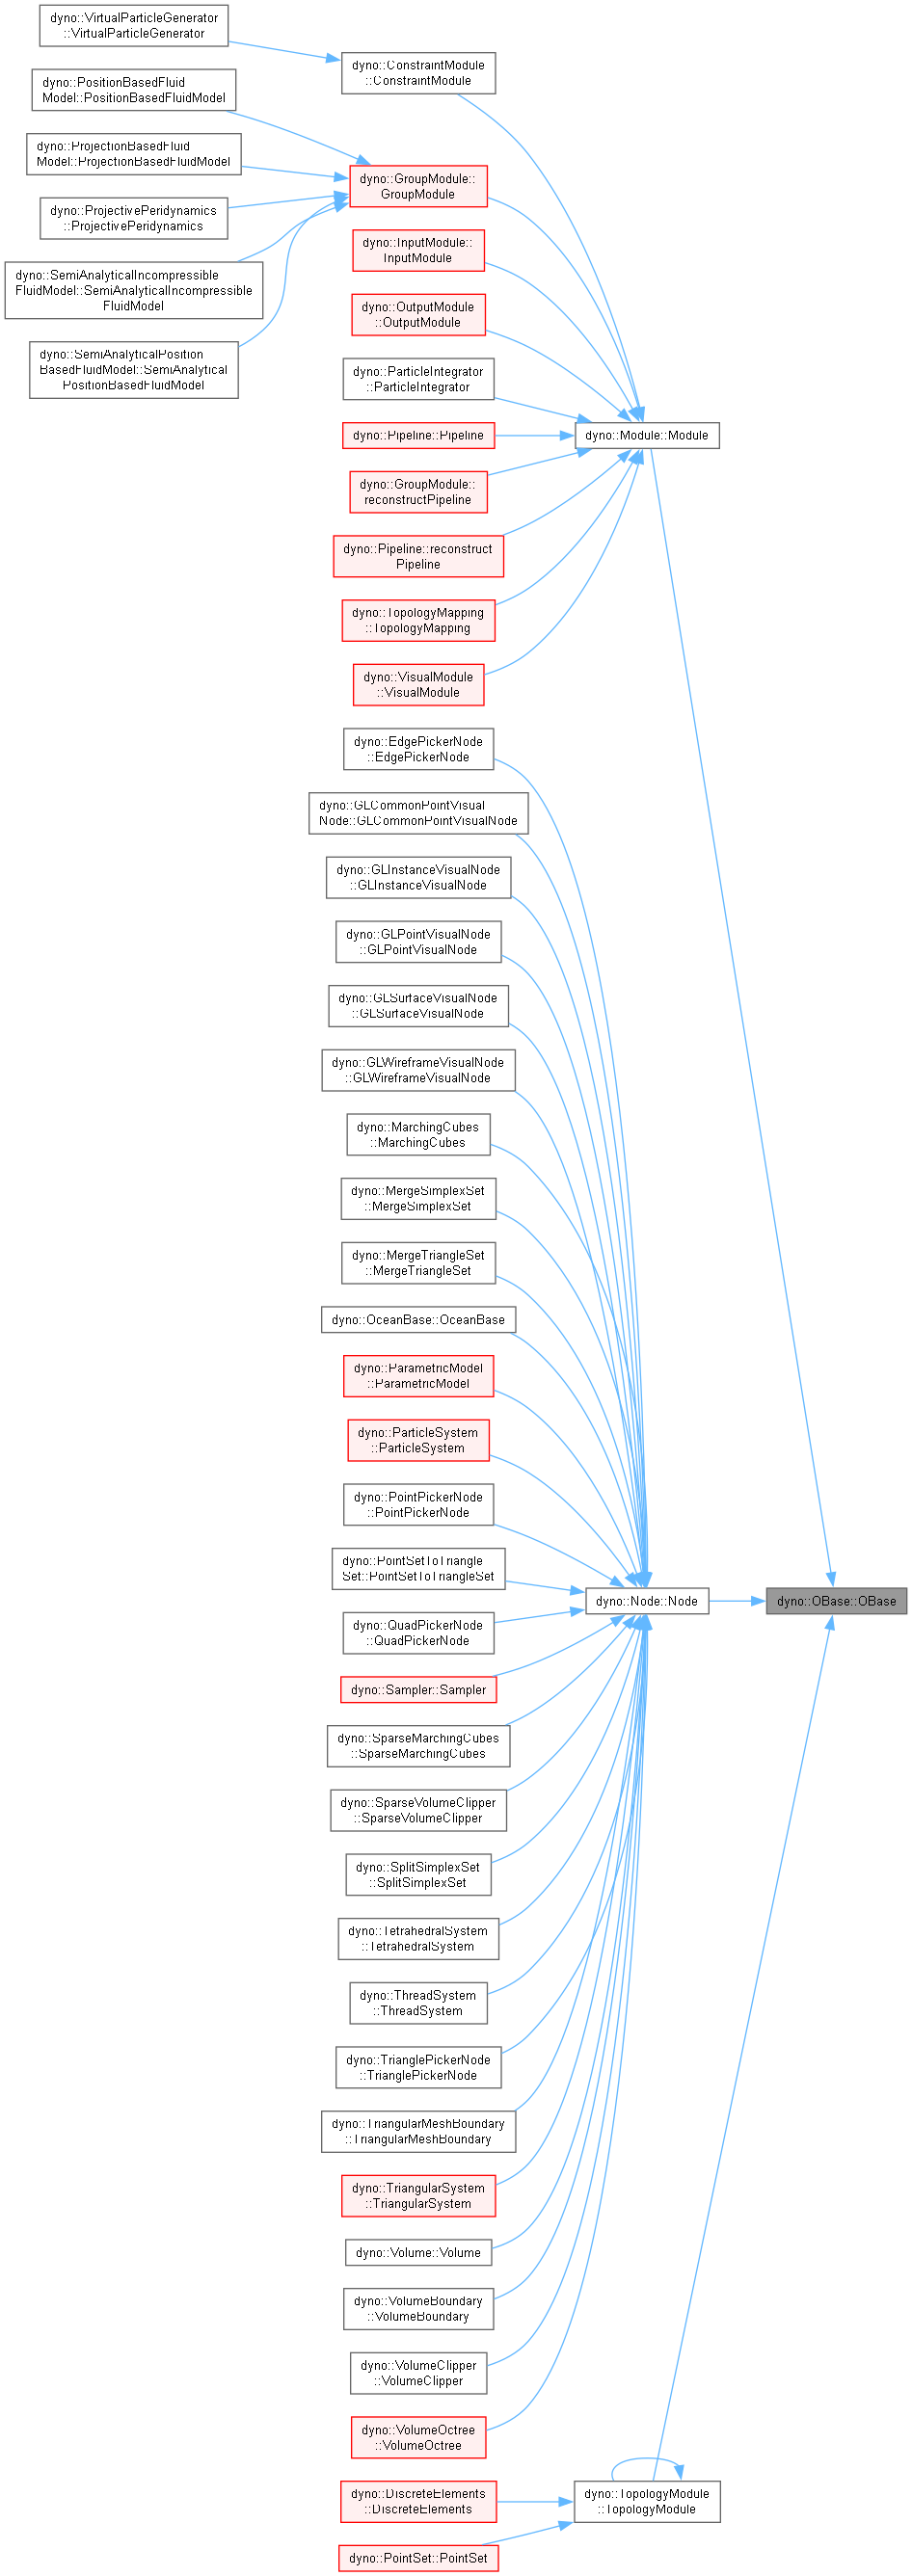 dyno::VirtualParticleGenerator
::VirtualParticleGenerator
dyno::ConstraintModule
::ConstraintModule
dyno::PositionBasedFluid
Model::PositionBasedFluidModel
dyno::ProjectionBasedFluid
Model::ProjectionBasedFluidModel
dyno::GroupModule::
GroupModule
dyno::ProjectivePeridynamics
::ProjectivePeridynamics
dyno::InputModule::
InputModule
dyno::SemiAnalyticalIncompressible
FluidModel::SemiAnalyticalIncompressible
FluidModel
dyno::OutputModule
::OutputModule
dyno::SemiAnalyticalPosition
BasedFluidModel::SemiAnalytical
PositionBasedFluidModel
dyno::ParticleIntegrator
::ParticleIntegrator
dyno::Pipeline::Pipeline
dyno::Module::Module
dyno::GroupModule::
reconstructPipeline
dyno::Pipeline::reconstruct
Pipeline
dyno::TopologyMapping
::TopologyMapping
dyno::VisualModule
::VisualModule
dyno::EdgePickerNode
::EdgePickerNode
dyno::GLCommonPointVisual
Node::GLCommonPointVisualNode
dyno::GLInstanceVisualNode
::GLInstanceVisualNode
dyno::GLPointVisualNode
::GLPointVisualNode
dyno::GLSurfaceVisualNode
::GLSurfaceVisualNode
dyno::GLWireframeVisualNode
::GLWireframeVisualNode
dyno::MarchingCubes
::MarchingCubes
dyno::MergeSimplexSet
::MergeSimplexSet
dyno::MergeTriangleSet
::MergeTriangleSet
dyno::OceanBase::OceanBase
dyno::ParametricModel
::ParametricModel
dyno::ParticleSystem
::ParticleSystem
dyno::PointPickerNode
::PointPickerNode
dyno::PointSetToTriangle
Set::PointSetToTriangleSet
dyno::Node::Node
dyno::OBase::OBase
dyno::QuadPickerNode
::QuadPickerNode
dyno::Sampler::Sampler
dyno::SparseMarchingCubes
::SparseMarchingCubes
dyno::SparseVolumeClipper
::SparseVolumeClipper
dyno::SplitSimplexSet
::SplitSimplexSet
dyno::TetrahedralSystem
::TetrahedralSystem
dyno::ThreadSystem
::ThreadSystem
dyno::TrianglePickerNode
::TrianglePickerNode
dyno::TriangularMeshBoundary
::TriangularMeshBoundary
dyno::TriangularSystem
::TriangularSystem
dyno::Volume::Volume
dyno::VolumeBoundary
::VolumeBoundary
dyno::VolumeClipper
::VolumeClipper
dyno::VolumeOctree
::VolumeOctree
dyno::DiscreteElements
::DiscreteElements
dyno::TopologyModule
::TopologyModule
dyno::PointSet::PointSet